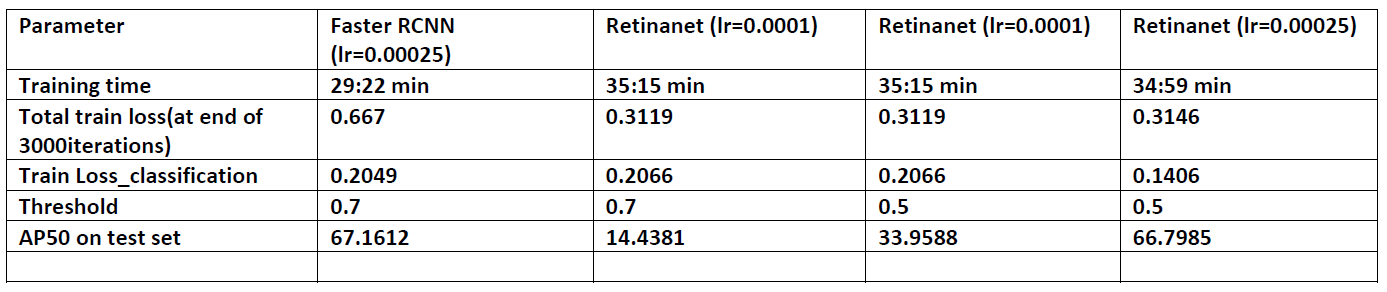 Parameter
Faster RCNN
(lr=0.00025)
Retinanet (lr=0.0001)
Retinanet (lr=0.0001)
Retinanet (lr=0.00025)
Training time
29:22 min
35:15 min
35:15 min
34:59 min
Total train loss(at end of
3000iterations)
0.667
0.3119
0.3119
0.3146
Train Loss_classification
0.2049
0.2066
0.2066
0.1406
Threshold
0.7
0.7
0.5
0.5
AP50 on test set
67.1612
14.4381
33.9588
66.7985